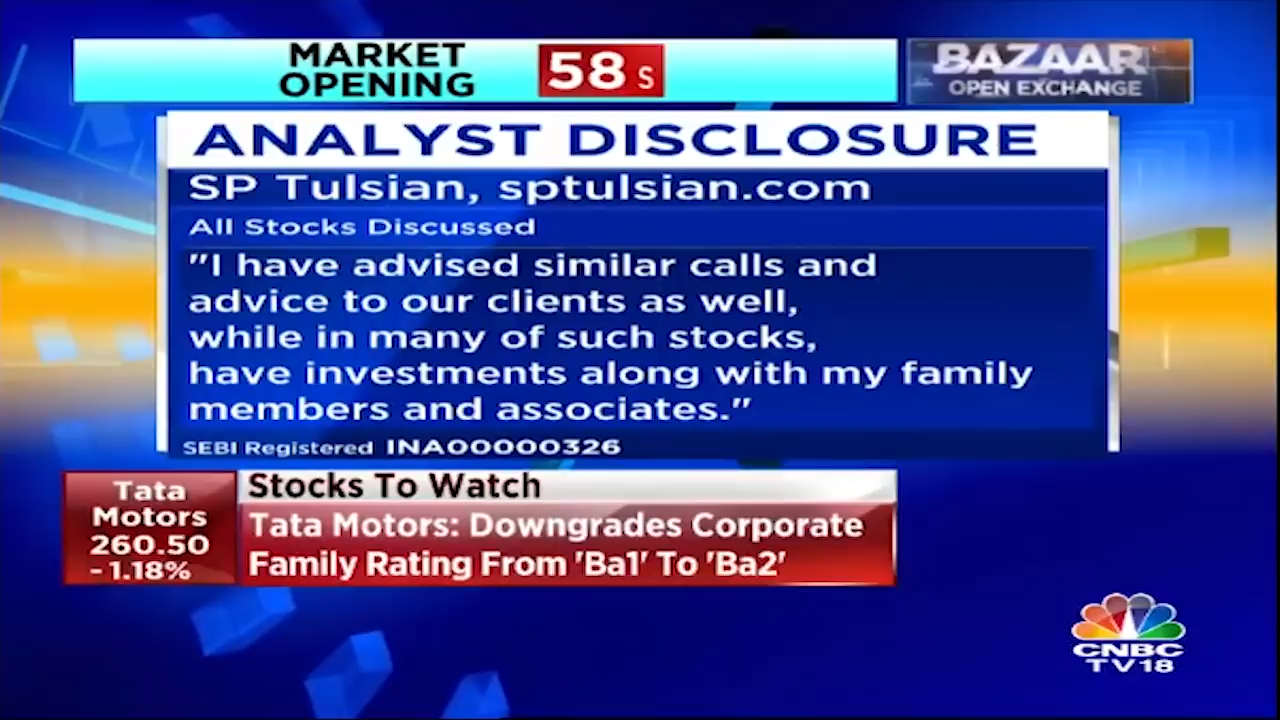 MARKET
OPENING
58 s
BAZAAR
OPEN EXCHANGE
ANALYST DISCLOSURE
SP Tulsian, sptulsian.com
All Stocks Discussed
"I have advised similar calls and
advice to our clients as well,
while in many of such stocks,
have investments along with my family
members and associates."
SEBI Registered INA00000326
Tata
Motors
260.50
-1.18%
Stocks To Watch
Tata Motors: Downgrades Corporate
Family Rating From 'Ba1' To 'Ba2'
CNBC
TV18